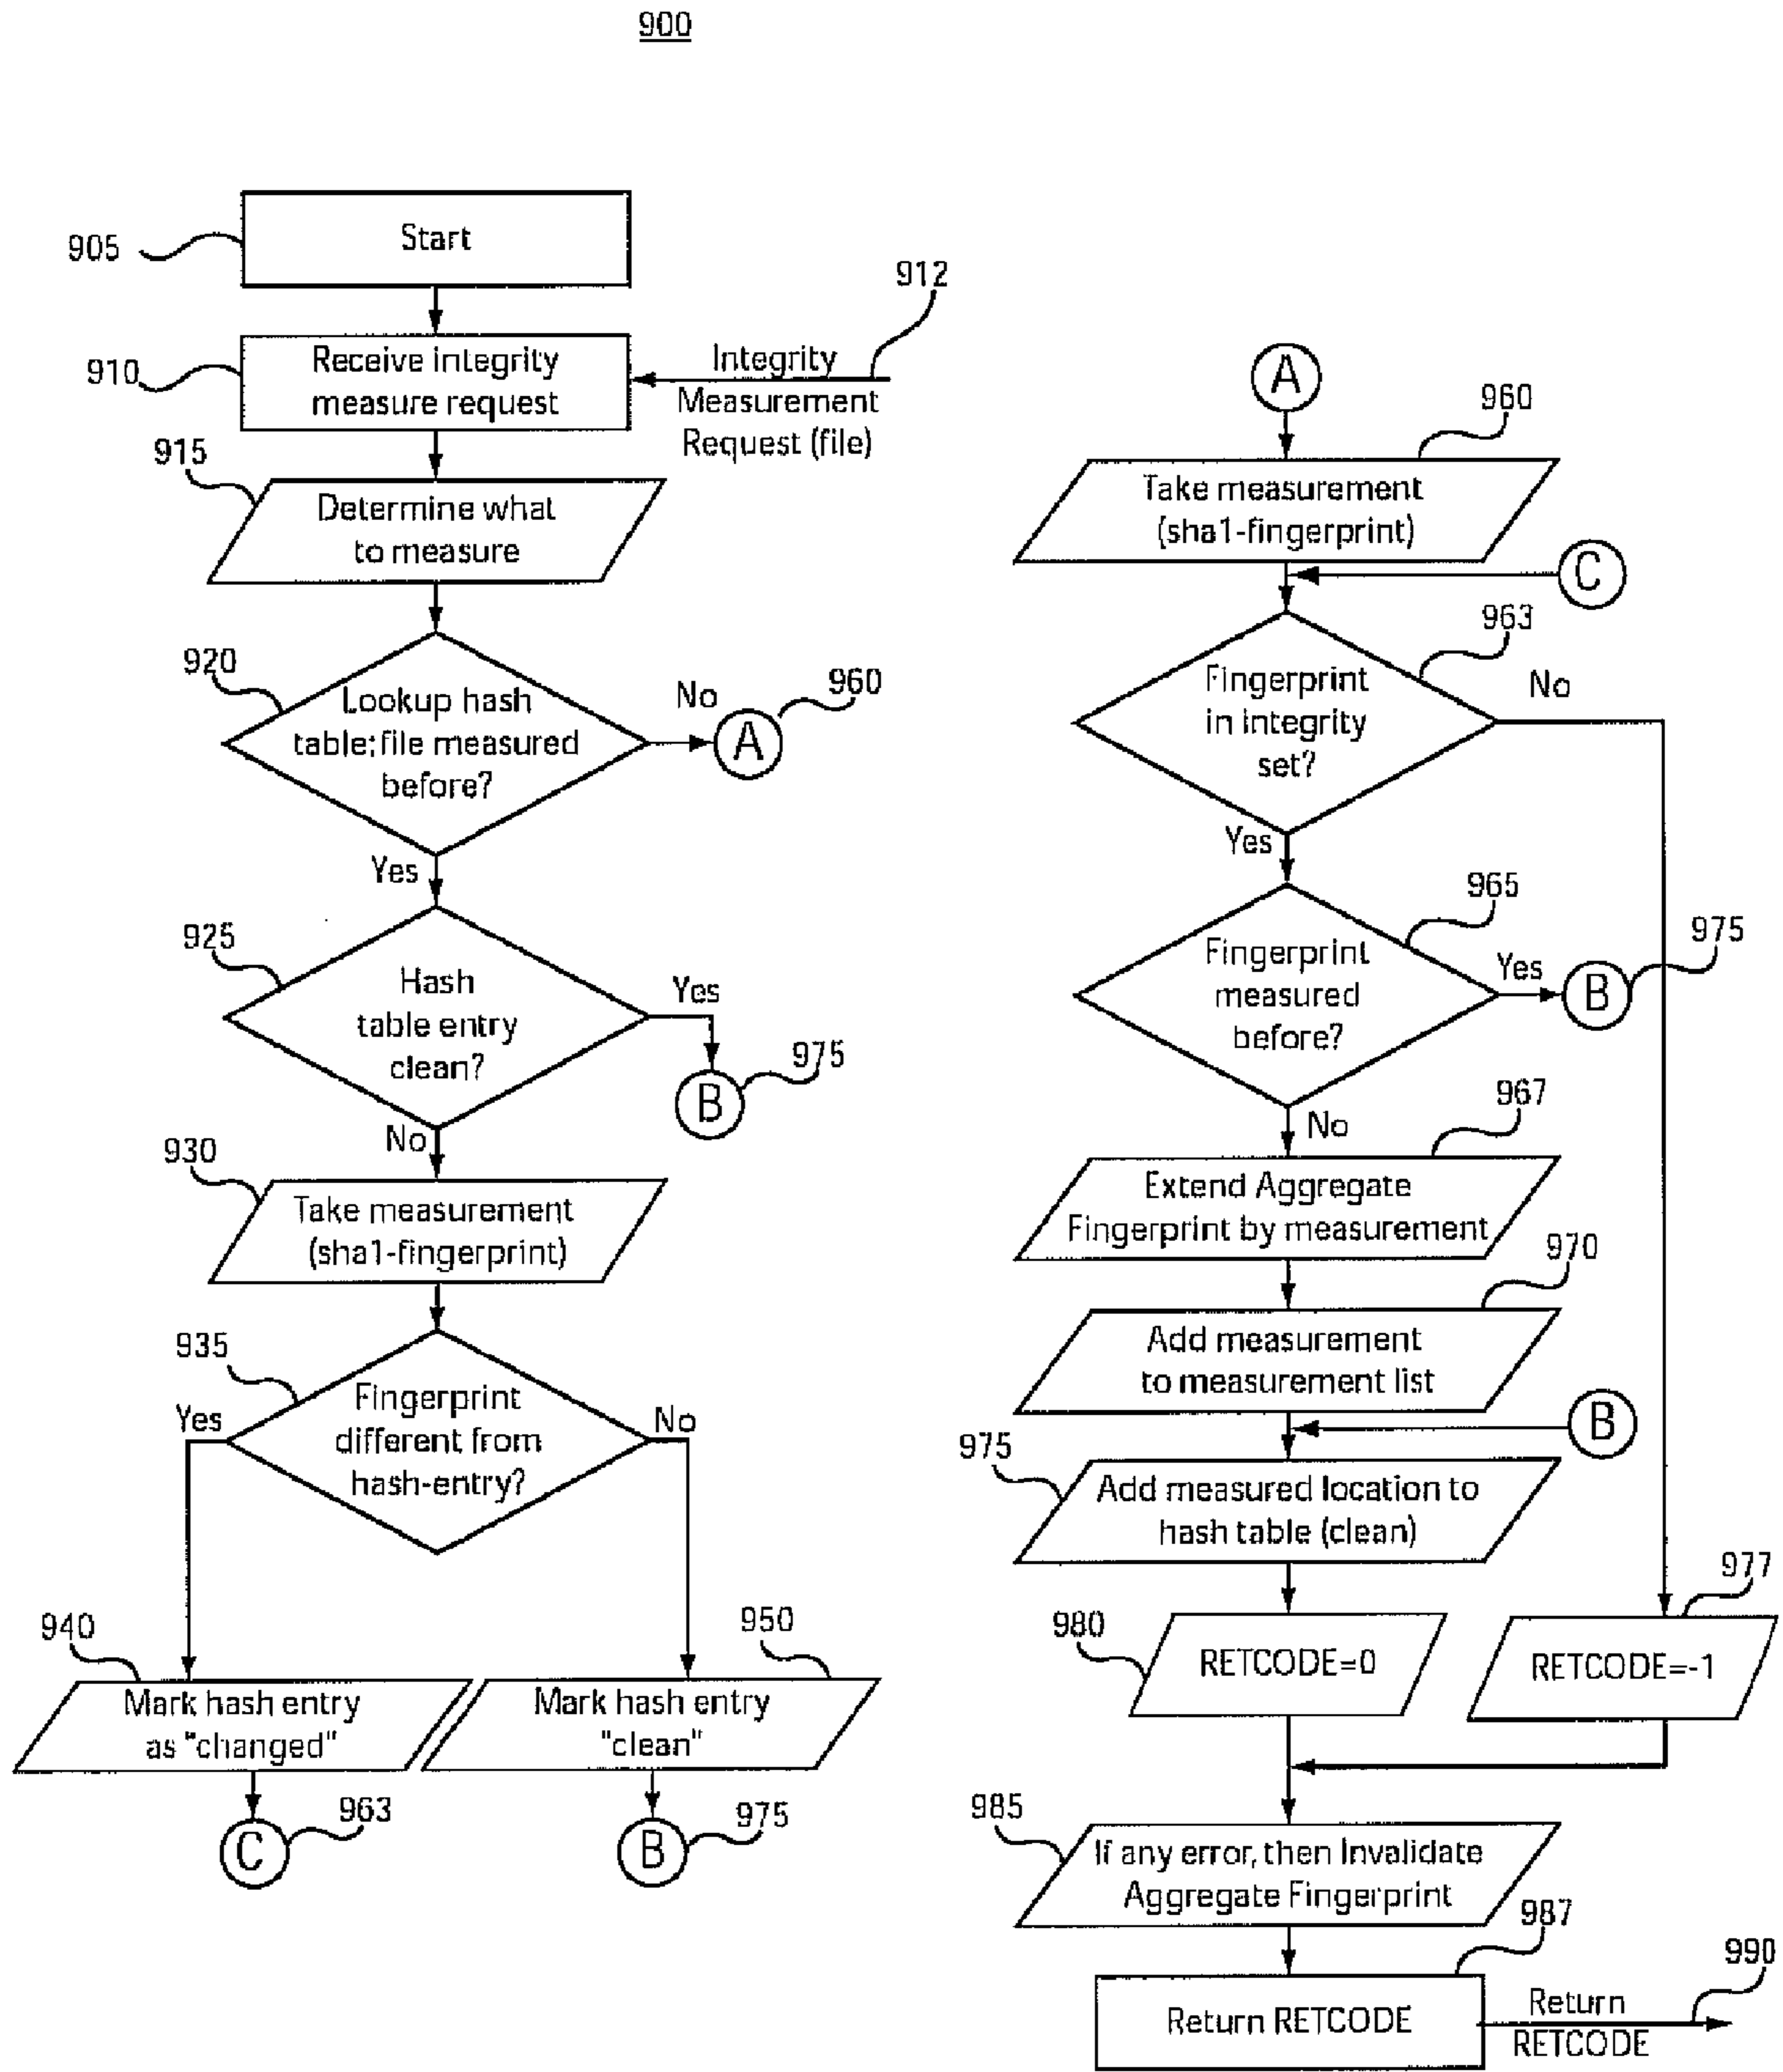 900
905
Start
912
910
Receive integrity
measure request
Integrity
Measurement
Request (file)
915
Determine what
to measure
920
Lookup hash
table; file measured
before?
No
A
960
Yes
925
Hash
table entry
clean?
Yes
B
975
No
930
Take measurement
(sha1-fingerprint)
935
Fingerprint
different from
hash-entry?
Yes
No
940
Mark hash entry
as "changed"
950
Mark hash entry
"clean"
C
963
B
975
A
960
Take measurement
(sha1-fingerprint)
C
963
Fingerprint
in integrity
set?
No
Yes
965
Fingerprint
measured
before?
Yes
B
975
No
967
Extend Aggregate
Fingerprint by measurement
970
Add measurement
to measurement list
B
975
Add measured location to
hash table (clean)
977
980
RETCODE=0
RETCODE=-1
985
If any error, then Invalidate
Aggregate Fingerprint
987
Return RETCODE
990
Return
RETCODE